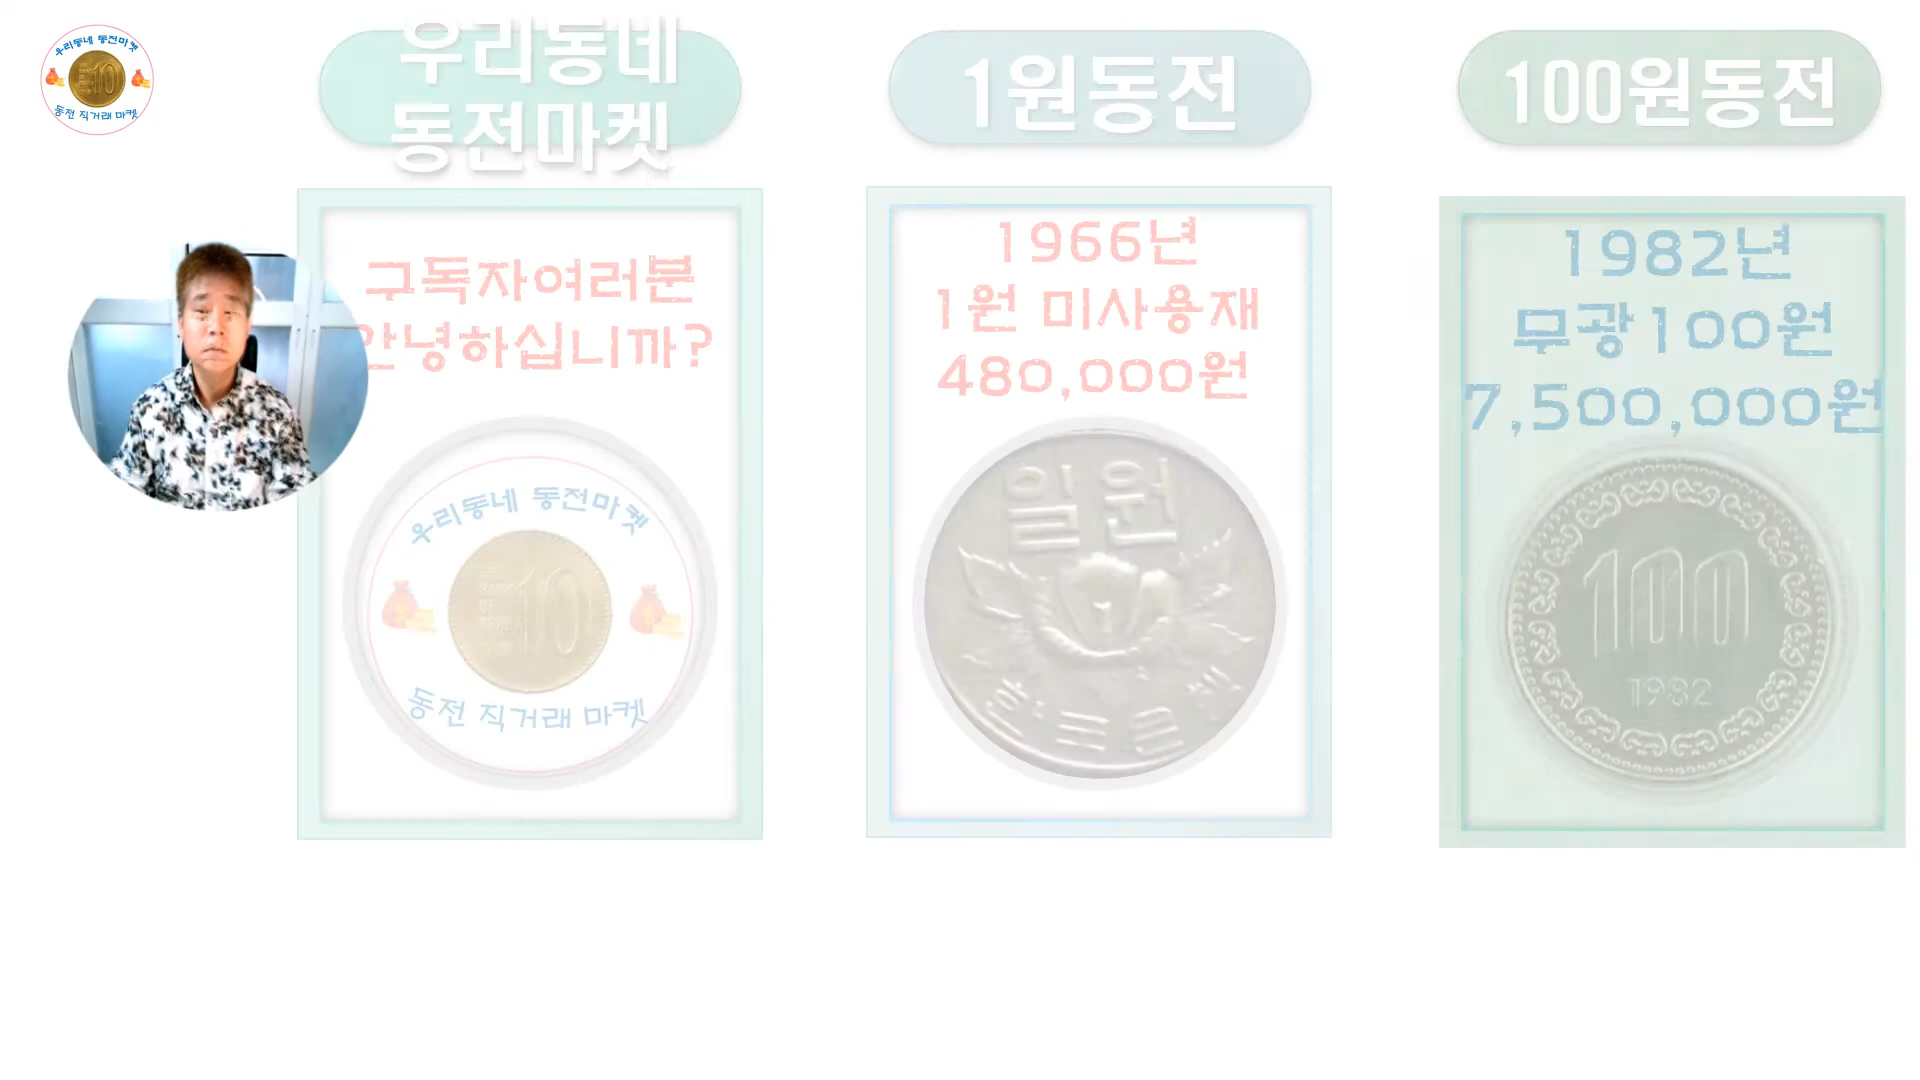 우리동네 동전마켓
동전 직거래 마켓
우리동네
동전마켓
구독자여러분
안녕하십니까?
우리동네 동전마켓
10
동전 직거래 마켓
1원동전
1966년
1원 미사용재
480,000원
일원
한국은행
100원동전
1982년
무광100원
7,500,000원
100
1982